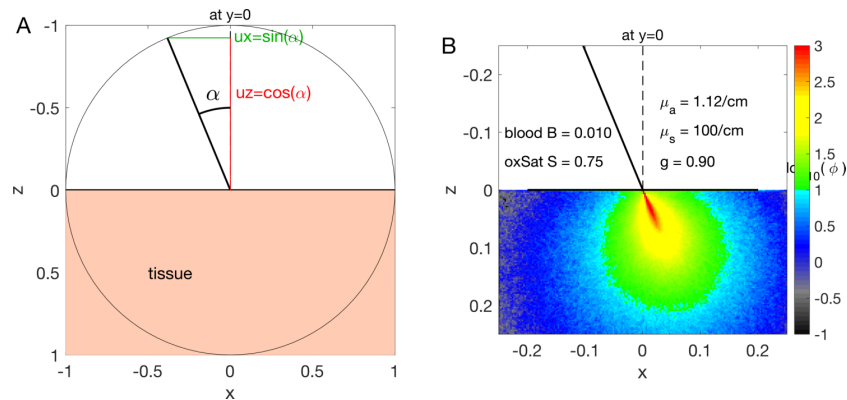 A
at y=0
ux=sin(α)
uz=cos(α)
α
tissue
-1
-0.5
0
0.5
1
z
-1
-0.5
0
0.5
1
x
B
at y=0
μa = 1.12/cm
blood B = 0.010
μs = 100/cm
oxSat S = 0.75
g = 0.90
-0.2
-0.1
0
0.1
0.2
z
-0.2
-0.1
0
0.1
0.2
x
3
2.5
2
1.5
1
0.5
0
-0.5
-1
10(ϕ)